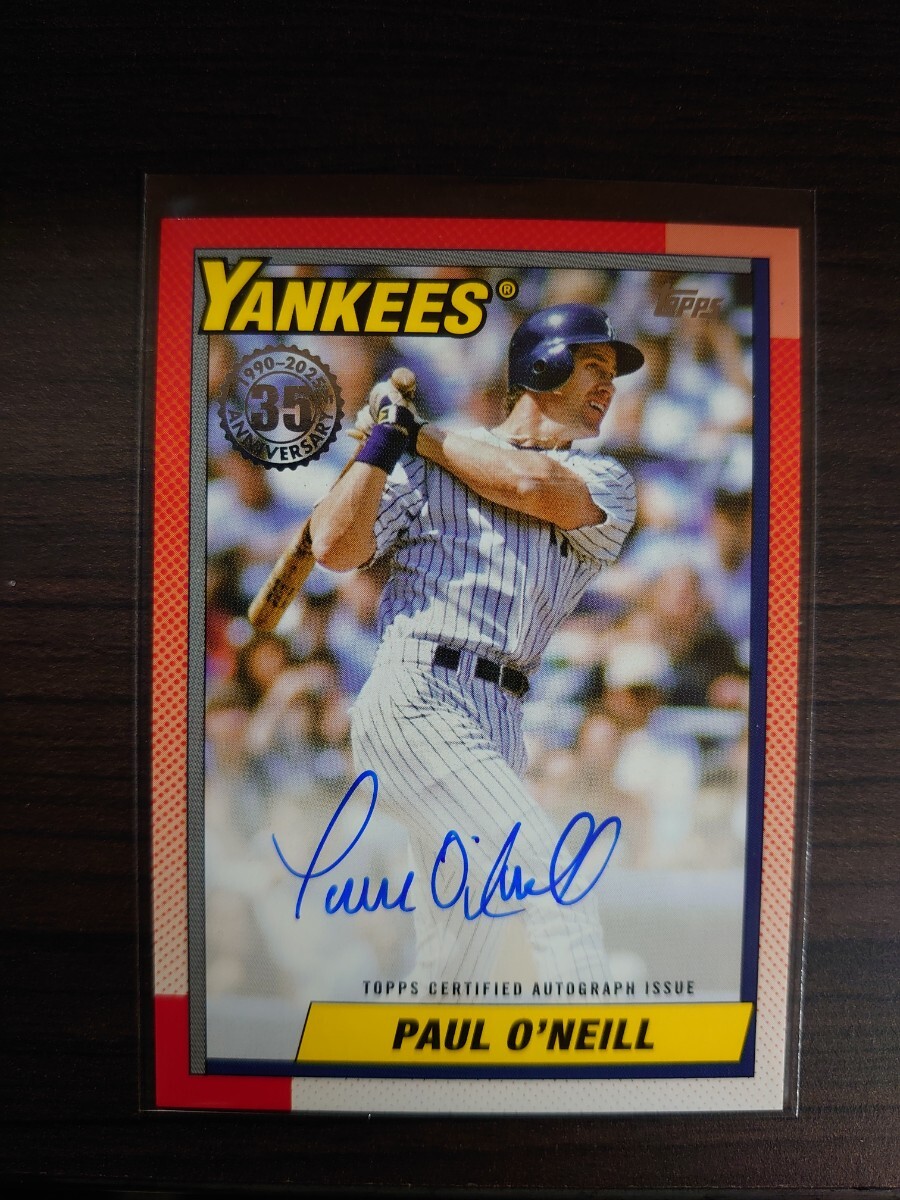 YANKEES®
TOPPS
1990-2025
35
ANNIVERSARY
Paul O'Neill
TOPPS CERTIFIED AUTOGRAPH ISSUE
PAUL O'NEILL